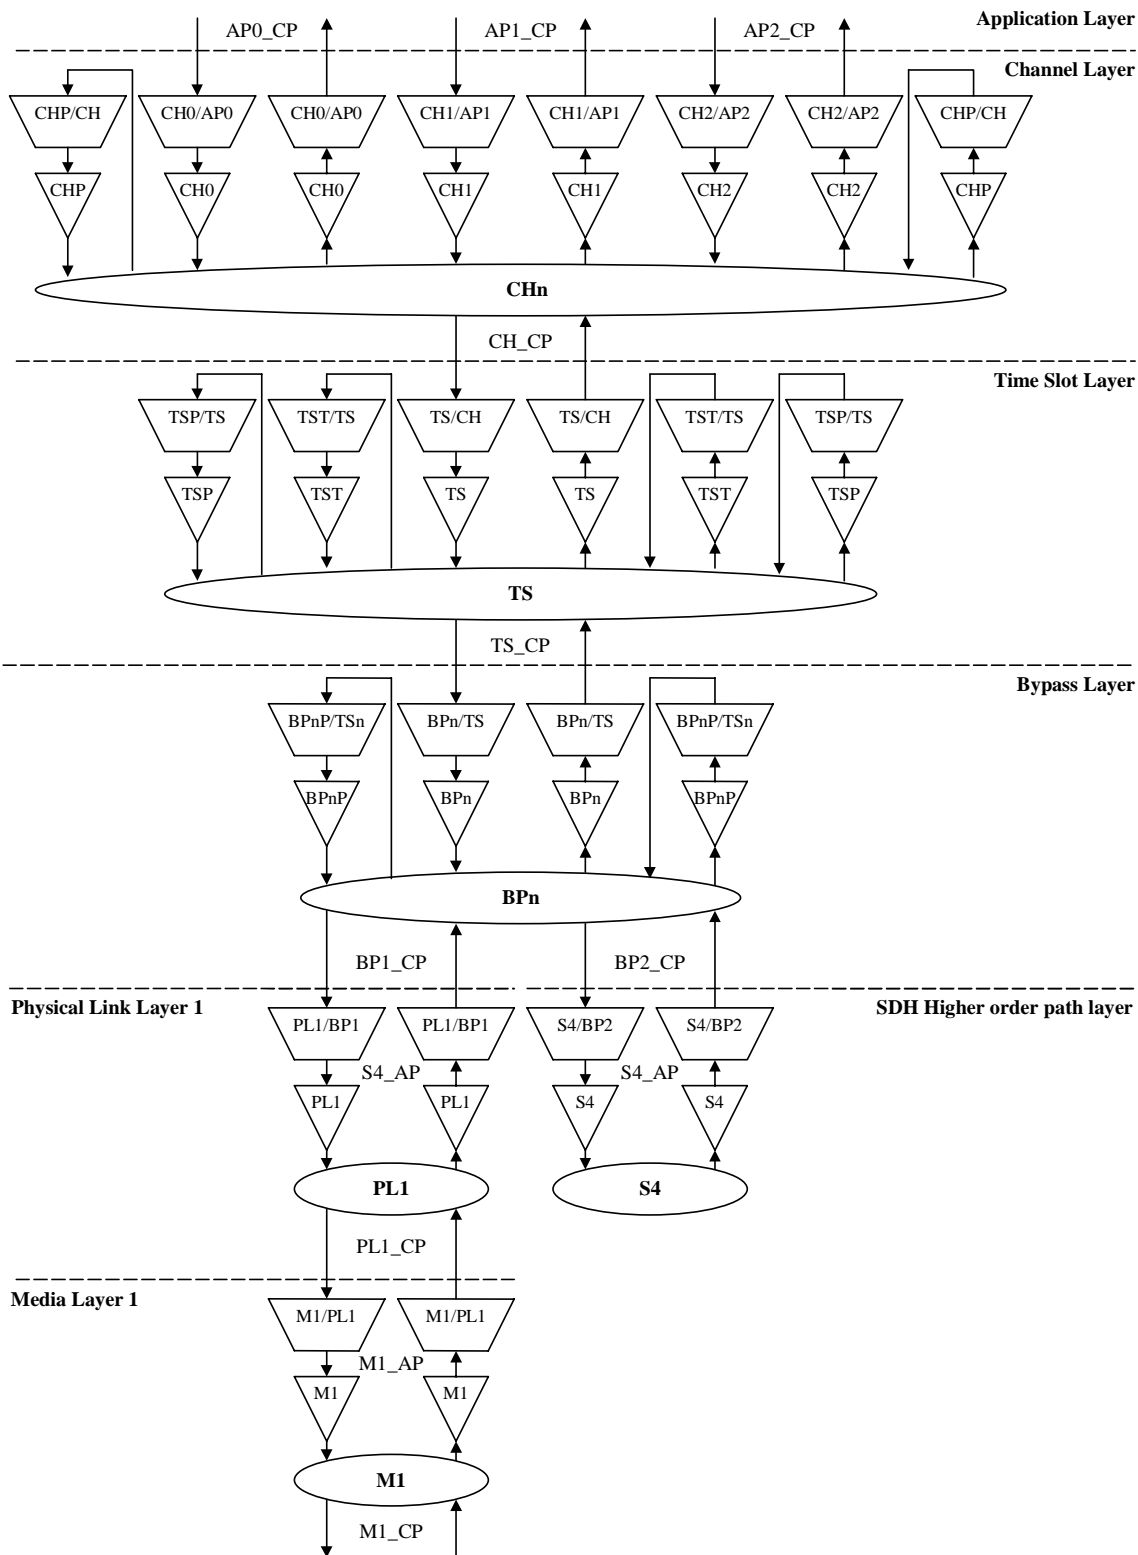 AP0_CP AP1_CP AP2_CP Application Layer
Channel Layer
CHP/CH CH0/AP0 CH0/AP0 CH1/AP1 CH1/AP1 CH2/AP2 CH2/AP2 CHP/CH
CHP CH0 CH0 CH1 CH1 CH2 CH2 CHP
CHn
CH_CP
Time Slot Layer
TSP/TS TST/TS TS/CH TS/CH TST/TS TSP/TS
TSP TST TS TS TST TSP
TS
TS_CP
Bypass Layer
BPnP/TSn BPn/TS BPn/TS BPnP/TSn
BPnP BPn BPn BPnP
BPn
BP1_CP BP2_CP
Physical Link Layer 1 SDH Higher order path layer
PL1/BP1 PL1/BP1 S4/BP2 S4/BP2
S4_AP S4_AP
PL1 PL1 S4 S4
PL1 S4
PL1_CP
Media Layer 1
M1/PL1 M1/PL1
M1_AP
M1 M1
M1
M1_CP